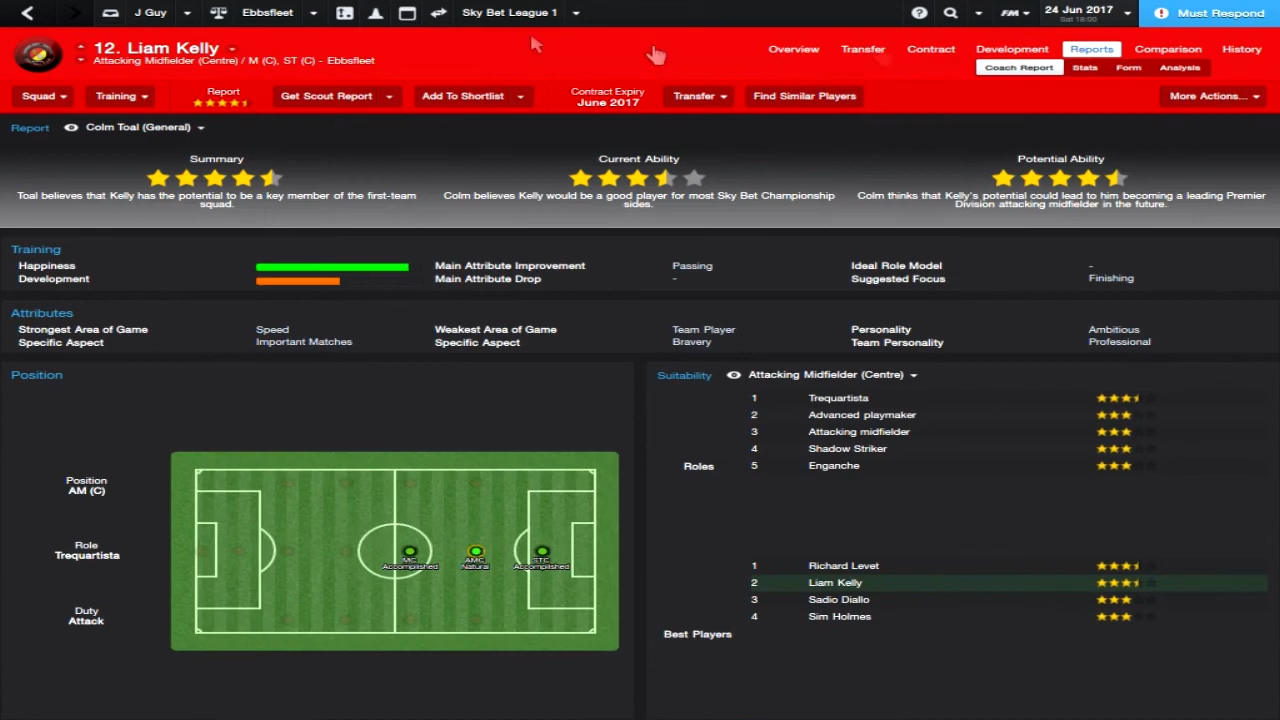 J Guy Ebbsfleet Sky Bet League 1 FM 24 Jun 2017 Must Respond
Sat 18:00
12. Liam Kelly
Attacking Midfielder (Centre) / M (C), ST (C) - Ebbsfleet
Overview Transfer Contract Development Reports Comparison History
Coach Report Stats Form Analysis
Squad Training Report Get Scout Report Add To Shortlist Contract Expiry June 2017 Transfer Find Similar Players More Actions...
Report Colm Toal (General)
Summary
Toal believes that Kelly has the potential to be a key member of the first-team
squad.
Current Ability
Colm believes Kelly would be a good player for most Sky Bet Championship
sides.
Potential Ability
Colm thinks that Kelly's potential could lead to him becoming a leading Premier
Division attacking midfielder in the future.
Training
Happiness Main Attribute Improvement Passing Ideal Role Model -
Development Main Attribute Drop - Suggested Focus Finishing
Attributes
Strongest Area of Game Speed Weakest Area of Game Team Player Personality Ambitious
Specific Aspect Important Matches Specific Aspect Bravery Team Personality Professional
Position
Position
AM (C)
Role
Trequartista
Duty
Attack
MC
Accomplished
AMC
Natural
STC
Accomplished
Suitability Attacking Midfielder (Centre)
Roles
1 Trequartista
2 Advanced playmaker
3 Attacking midfielder
4 Shadow Striker
5 Enganche
1 Richard Levet
2 Liam Kelly
3 Sadio Diallo
4 Sim Holmes
Best Players